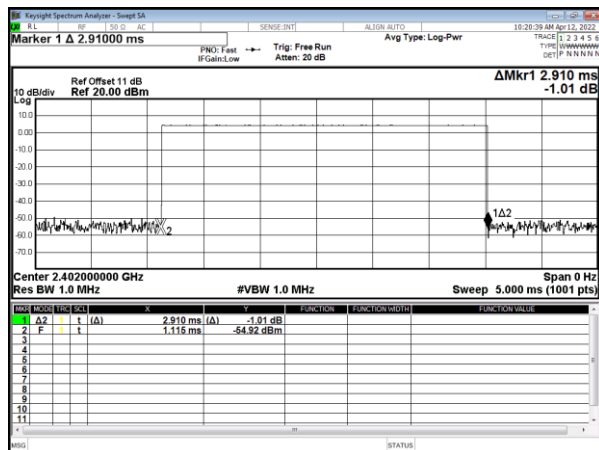 Keysight Spectrum Analyzer - Swept SA
RL RF 50 Ω AC SENSE:INT ALIGN AUTO 10:20:39 AM Apr 12, 2022
Marker 1 Δ 2.91000 ms
PNO: Fast Trig: Free Run Avg Type: Log-Pwr TRACE 1 2 3 4 5 6
IFGain:Low Atten: 20 dB TYPE WWWWWW
DET P N N N N N
Ref Offset 11 dB ΔMkr1 2.910 ms
10 dB/div Ref 20.00 dBm -1.01 dB
Log
10.0
0.00
-10.0
-20.0
-30.0
-40.0
-50.0
-60.0
-70.0
2
1Δ2
Center 2.402000000 GHz Span 0 Hz
Res BW 1.0 MHz #VBW 1.0 MHz Sweep 5.000 ms (1001 pts)
MKR MODE TRC SCL X Y FUNCTION FUNCTION WIDTH FUNCTION VALUE
1 Δ2 1 t (Δ) 2.910 ms (Δ) -1.01 dB
2 F 1 t 1.115 ms -54.92 dBm
3
4
5
6
7
8
9
10
11
MSG STATUS